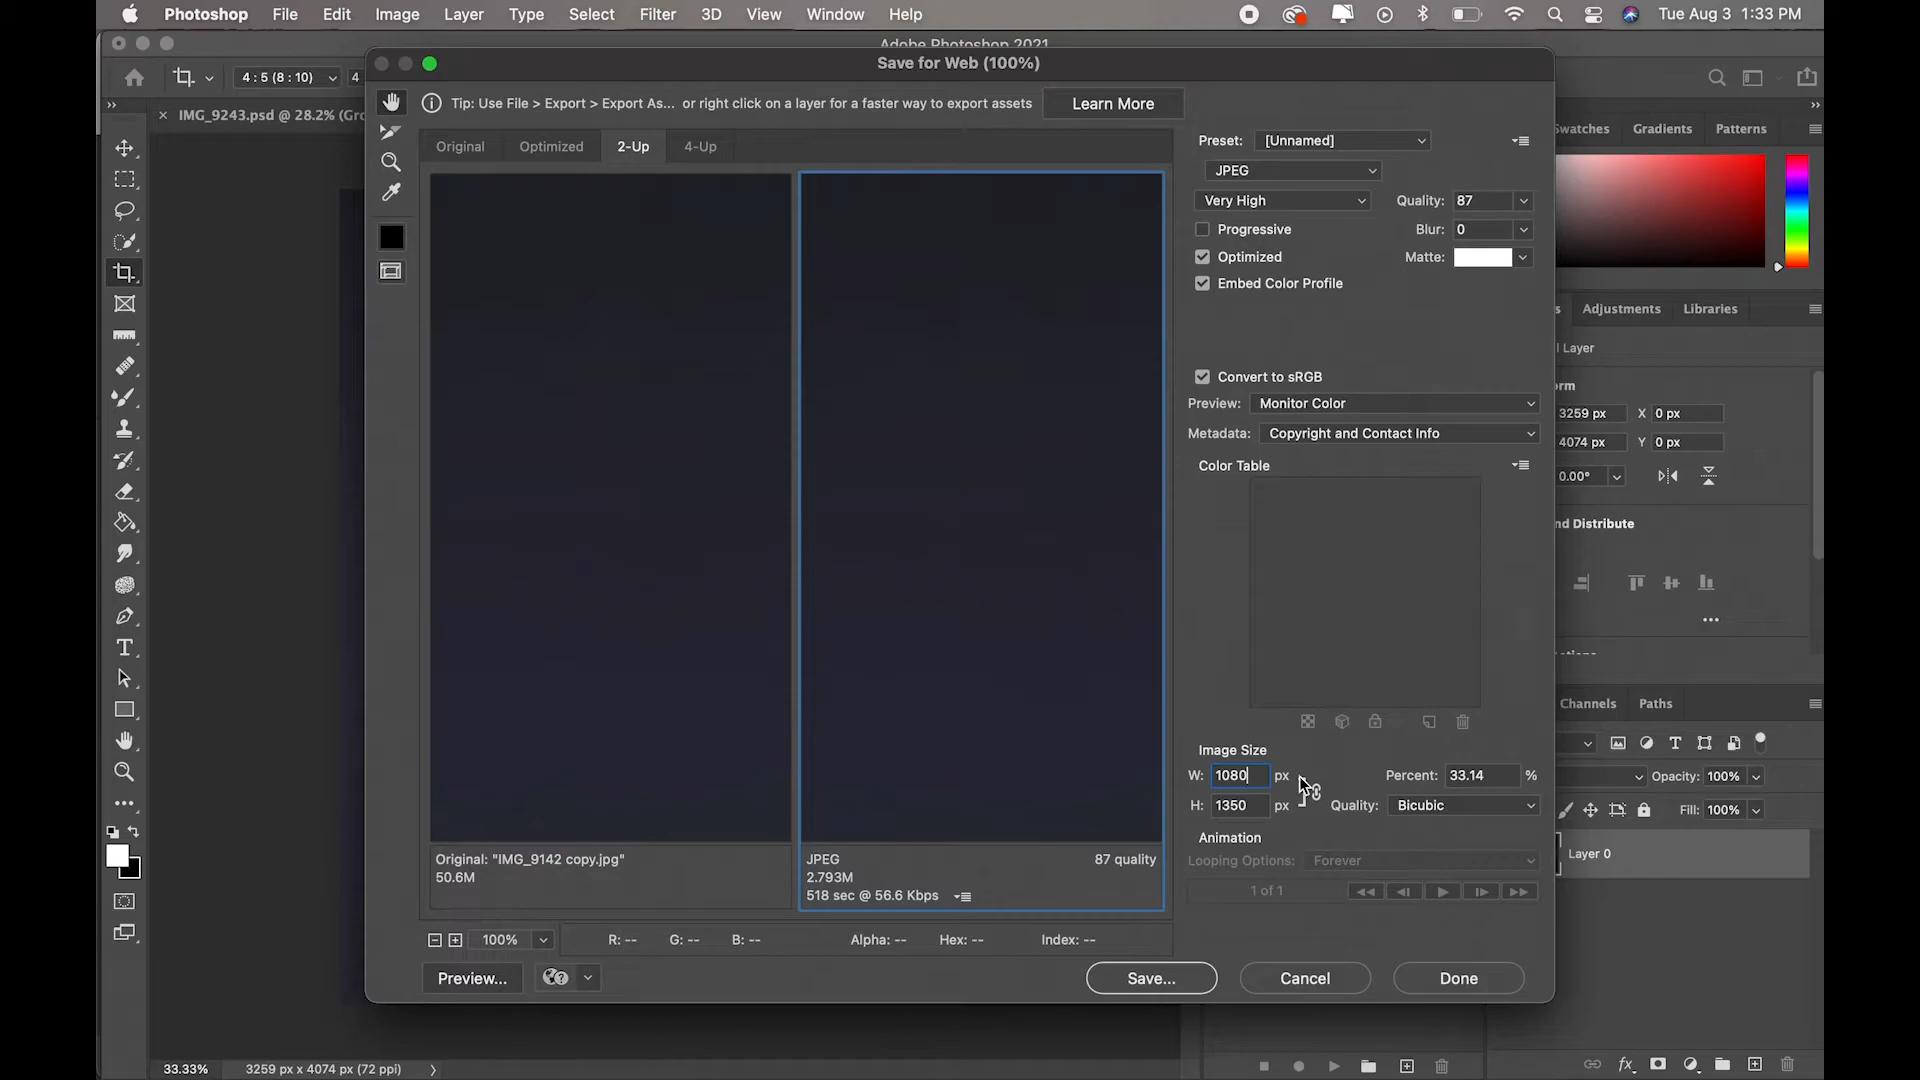 Photoshop File Edit Image Layer Type Select Filter 3D View Window Help Tue Aug 3 1:33 PM
Adobe Photoshop 2021
Save for Web (100%)
4 : 5 (8 : 10) 4
Tip: Use File > Export > Export As... or right click on a layer for a faster way to export assets Learn More
× IMG_9243.psd @ 28.2% (Gro
Original Optimized 2-Up 4-Up
Preset: [Unnamed]
JPEG
Very High Quality: 87
Progressive Blur: 0
Optimized Matte:
Embed Color Profile
Convert to sRGB
Preview: Monitor Color
Metadata: Copyright and Contact Info
Color Table
Image Size
W: 1080 px Percent: 33.14 %
H: 1350 px Quality: Bicubic
Animation
Looping Options: Forever
1 of 1
Original: "IMG_9142 copy.jpg"
50.6M
JPEG 87 quality
2.793M
518 sec @ 56.6 Kbps
100% R: -- G: -- B: -- Alpha: -- Hex: -- Index: --
Preview... Save... Cancel Done
Swatches Gradients Patterns
s Adjustments Libraries
l Layer
orm
3259 px X 0 px
4074 px Y 0 px
0.00°
nd Distribute
Channels Paths
Opacity: 100%
Fill: 100%
Layer 0
33.33% 3259 px x 4074 px (72 ppi)
fx